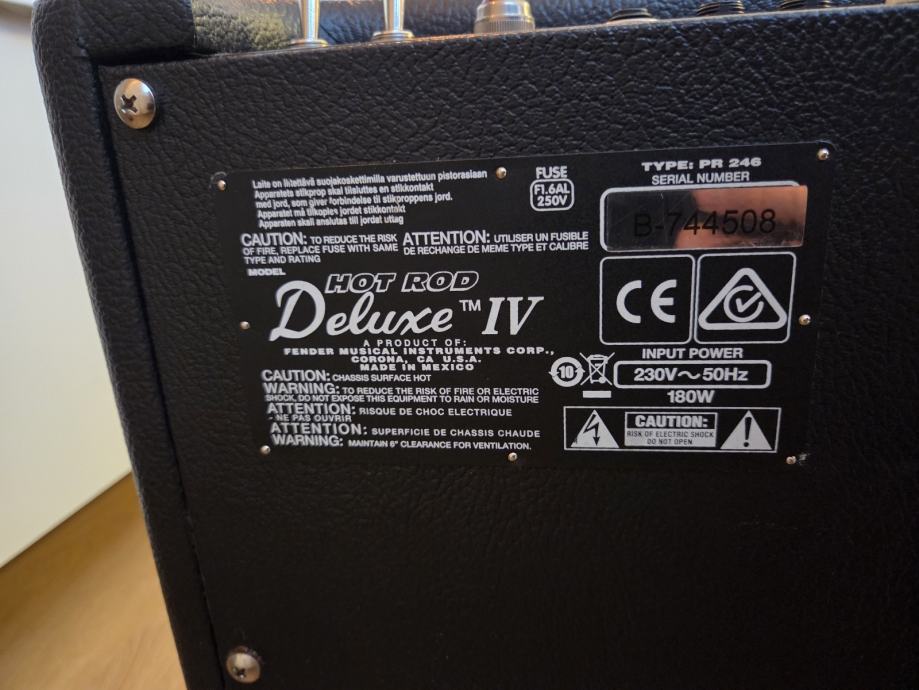 Laite on liitettävä suojakoskettimilla varustettuun pistorasiaan
Apparatets stikprop skal tilsluttes en stikkontakt
med jord, som giver forbindelse til stikproppens jord.
Apparatet må tilkoples jordet stikkontakt
Apparaten skall anslutas till jordet uttag
FUSE
F1.6AL
250V
TYPE: PR 246
SERIAL NUMBER
B-744508
CAUTION: TO REDUCE THE RISK
OF FIRE, REPLACE FUSE WITH SAME
TYPE AND RATING
ATTENTION: UTILISER UN FUSIBLE
DE RECHANGE DE MEME TYPE ET CALIBRE
MODEL
HOT ROD
Deluxe™ IV
A PRODUCT OF:
FENDER MUSICAL INSTRUMENTS CORP.,
CORONA, CA U.S.A.
MADE IN MEXICO
CE
INPUT POWER
10
230V~50Hz
180W
CAUTION: CHASSIS SURFACE HOT
WARNING: TO REDUCE THE RISK OF FIRE OR ELECTRIC
SHOCK, DO NOT EXPOSE THIS EQUIPMENT TO RAIN OR MOISTURE
ATTENTION: RISQUE DE CHOC ELECTRIQUE
- NE PAS OUVRIR
ATTENTION: SUPERFICIE DE CHASSIS CHAUDE
WARNING: MAINTAIN 6" CLEARANCE FOR VENTILATION.
CAUTION:
RISK OF ELECTRIC SHOCK
DO NOT OPEN